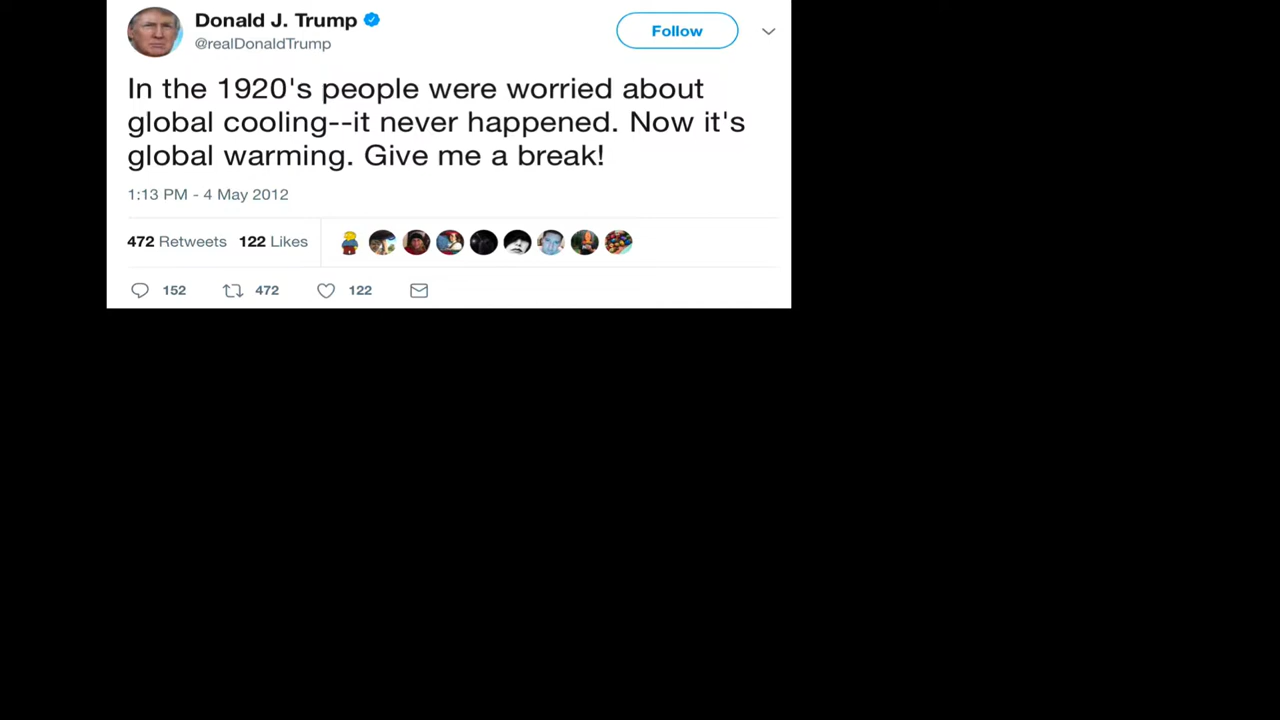 Donald J. Trump
@realDonaldTrump
Follow
In the 1920's people were worried about
global cooling--it never happened. Now it's
global warming. Give me a break!
1:13 PM - 4 May 2012
472 Retweets 122 Likes
152 472 122